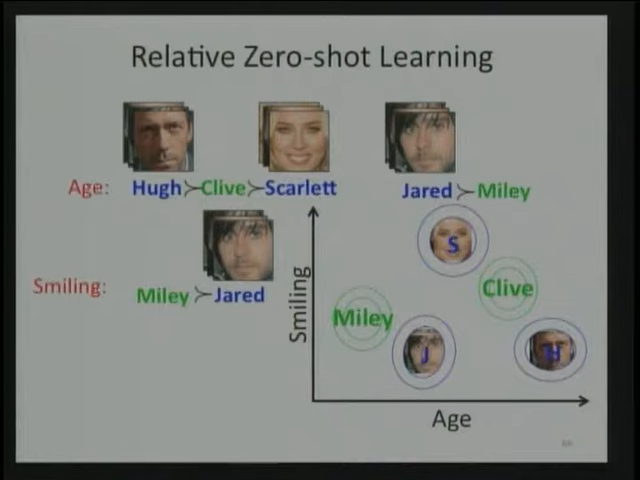 Relative Zero-shot Learning
Age: Hugh≻Clive≻Scarlett Jared≻Miley
Smiling: Miley≻Jared
Smiling
S
Clive
Miley
J
H
Age